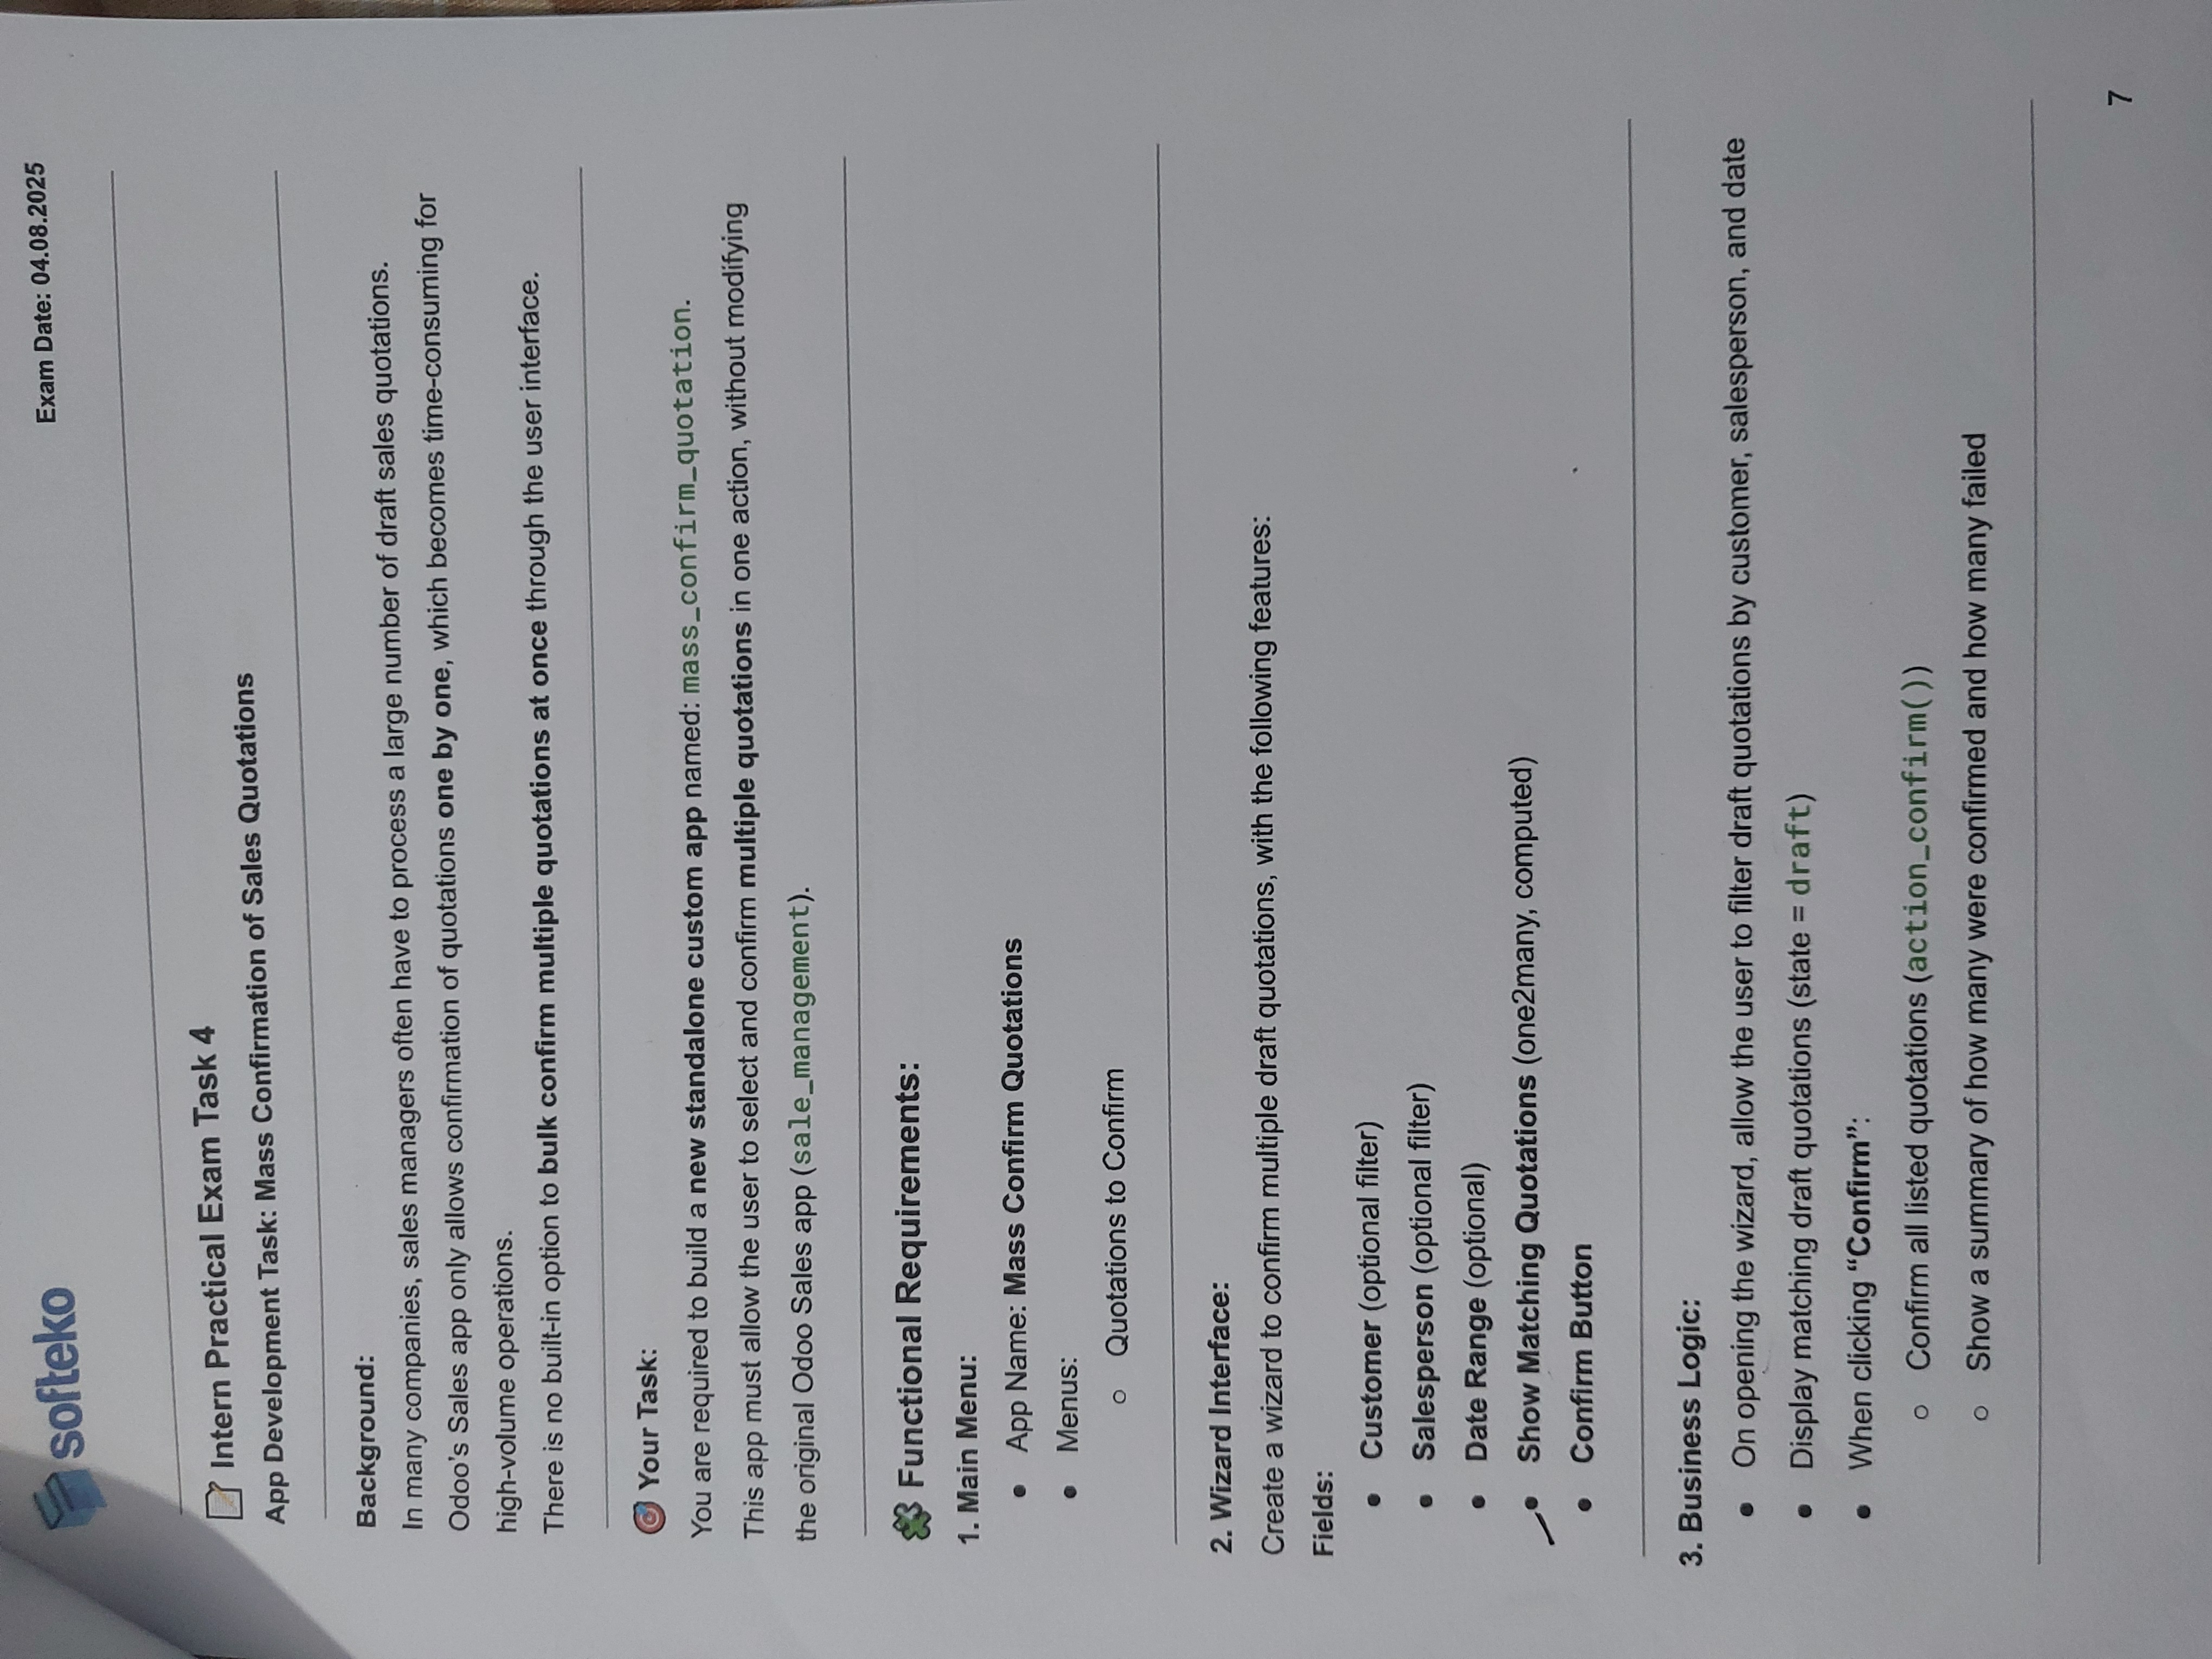 softeko
Exam Date: 04.08.2025
Intern Practical Exam Task 4
App Development Task: Mass Confirmation of Sales Quotations
Background:
In many companies, sales managers often have to process a large number of draft sales quotations.
Odoo's Sales app only allows confirmation of quotations one by one, which becomes time-consuming for
high-volume operations.
There is no built-in option to bulk confirm multiple quotations at once through the user interface.
Your Task:
You are required to build a new standalone custom app named: mass_confirm_quotation.
This app must allow the user to select and confirm multiple quotations in one action, without modifying
the original Odoo Sales app (sale_management).
Functional Requirements:
1. Main Menu:
● App Name: Mass Confirm Quotations
● Menus:
○ Quotations to Confirm
2. Wizard Interface:
Create a wizard to confirm multiple draft quotations, with the following features:
Fields:
● Customer (optional filter)
● Salesperson (optional filter)
● Date Range (optional)
● Show Matching Quotations (one2many, computed)
● Confirm Button
3. Business Logic:
● On opening the wizard, allow the user to filter draft quotations by customer, salesperson, and date
● Display matching draft quotations (state = draft)
● When clicking “Confirm”:
○ Confirm all listed quotations (action_confirm())
○ Show a summary of how many were confirmed and how many failed
7